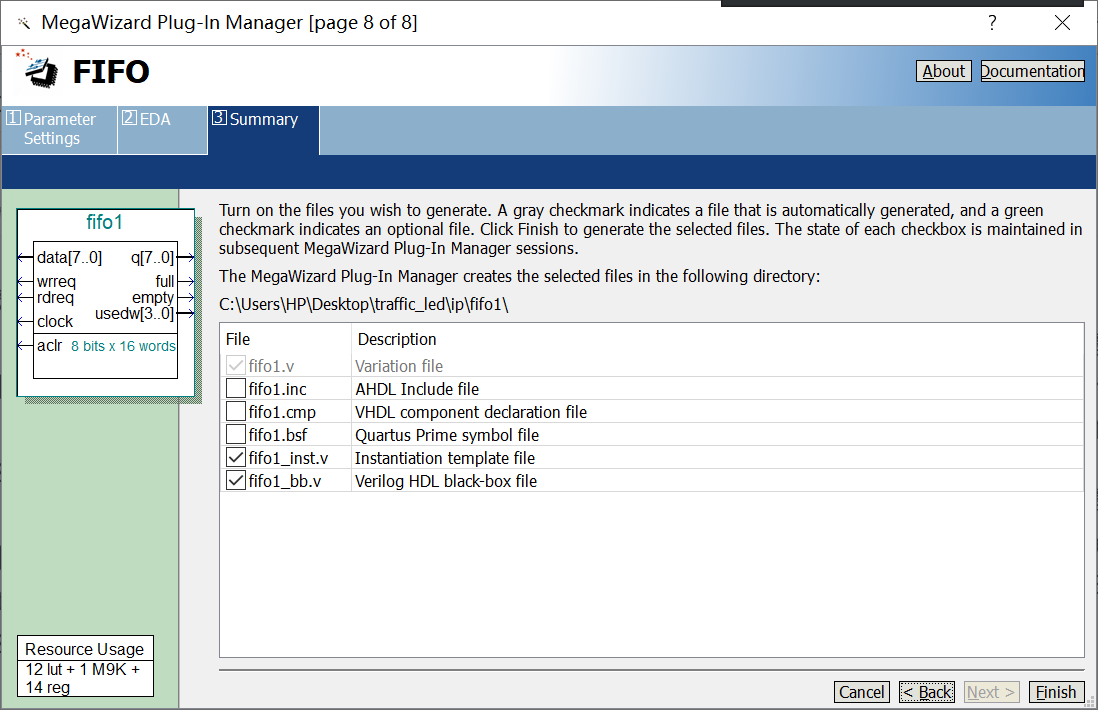 MegaWizard Plug-In Manager [page 8 of 8]
?
FIFO
About
Documentation
1 Parameter
Settings
2 EDA
3 Summary
fifo1
data[7..0] q[7..0]
wrreq full
rdreq empty
usedw[3..0]
clock
aclr 8 bits x 16 words
Resource Usage
12 lut + 1 M9K +
14 reg
Turn on the files you wish to generate. A gray checkmark indicates a file that is automatically generated, and a green
checkmark indicates an optional file. Click Finish to generate the selected files. The state of each checkbox is maintained in
subsequent MegaWizard Plug-In Manager sessions.
The MegaWizard Plug-In Manager creates the selected files in the following directory:
C:\Users\HP\Desktop\traffic_led\ip\fifo1\
File Description
fifo1.v Variation file
fifo1.inc AHDL Include file
fifo1.cmp VHDL component declaration file
fifo1.bsf Quartus Prime symbol file
fifo1_inst.v Instantiation template file
fifo1_bb.v Verilog HDL black-box file
Cancel < Back Next > Finish